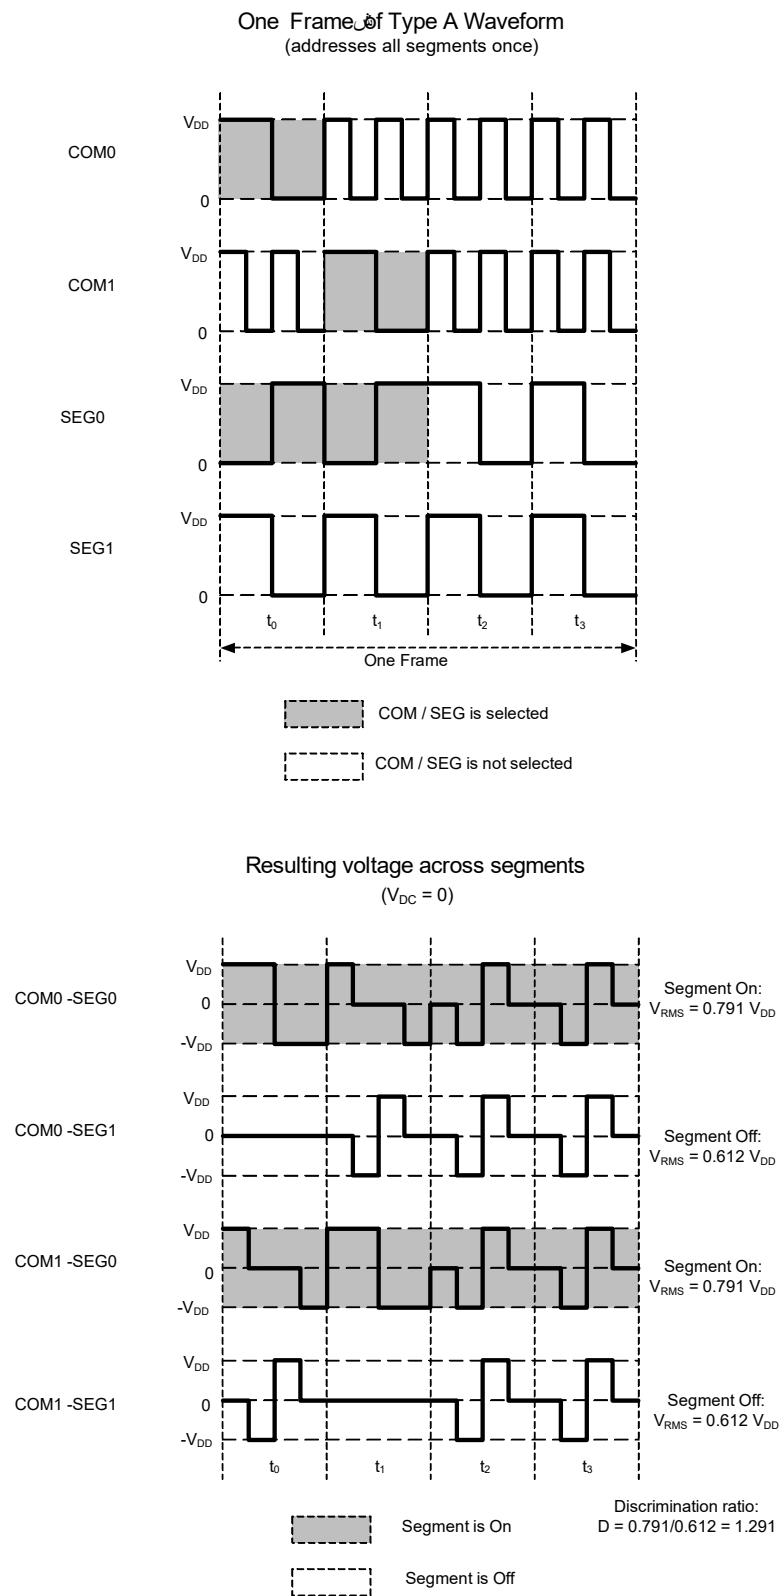 One Frame of Type A Waveform
(addresses all segments once)
COM0
VDD
0
COM1
VDD
0
SEG0
VDD
0
SEG1
VDD
0
t0 t1 t2 t3
One Frame
COM / SEG is selected
COM / SEG is not selected
Resulting voltage across segments
(VDC = 0)
COM0 -SEG0
VDD
0
-VDD
Segment On:
VRMS = 0.791 VDD
COM0 -SEG1
VDD
0
-VDD
Segment Off:
VRMS = 0.612 VDD
COM1 -SEG0
VDD
0
-VDD
Segment On:
VRMS = 0.791 VDD
COM1 -SEG1
VDD
0
-VDD
Segment Off:
VRMS = 0.612 VDD
t0 t1 t2 t3
Segment is On
Segment is Off
Discrimination ratio:
D = 0.791/0.612 = 1.291